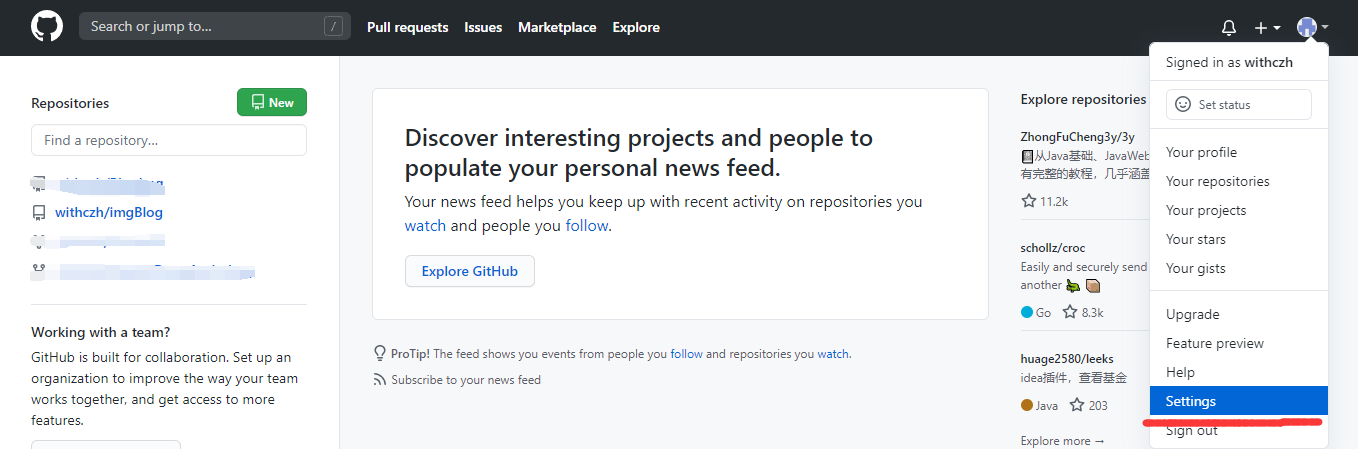 Search or jump to... /
Pull requests
Issues
Marketplace
Explore
Repositories
New
Find a repository...
withczh/imgBlog
Working with a team?
GitHub is built for collaboration. Set up an
organization to improve the way your team
works together, and get access to more
features.
Discover interesting projects and people to
populate your personal news feed.
Your news feed helps you keep up with recent activity on repositories you
watch and people you follow.
Explore GitHub
ProTip! The feed shows you events from people you follow and repositories you watch.
Subscribe to your news feed
Explore repositories
ZhongFuCheng3y/3y
从Java基础、JavaWeb
有完整的教程，几乎涵盖
11.2k
schollz/croc
Easily and securely send
another
Go 8.3k
huage2580/leeks
idea插件，查看基金
Java 203
Explore more →
Signed in as withczh
Set status
Your profile
Your repositories
Your projects
Your stars
Your gists
Upgrade
Feature preview
Help
Settings
Sign out